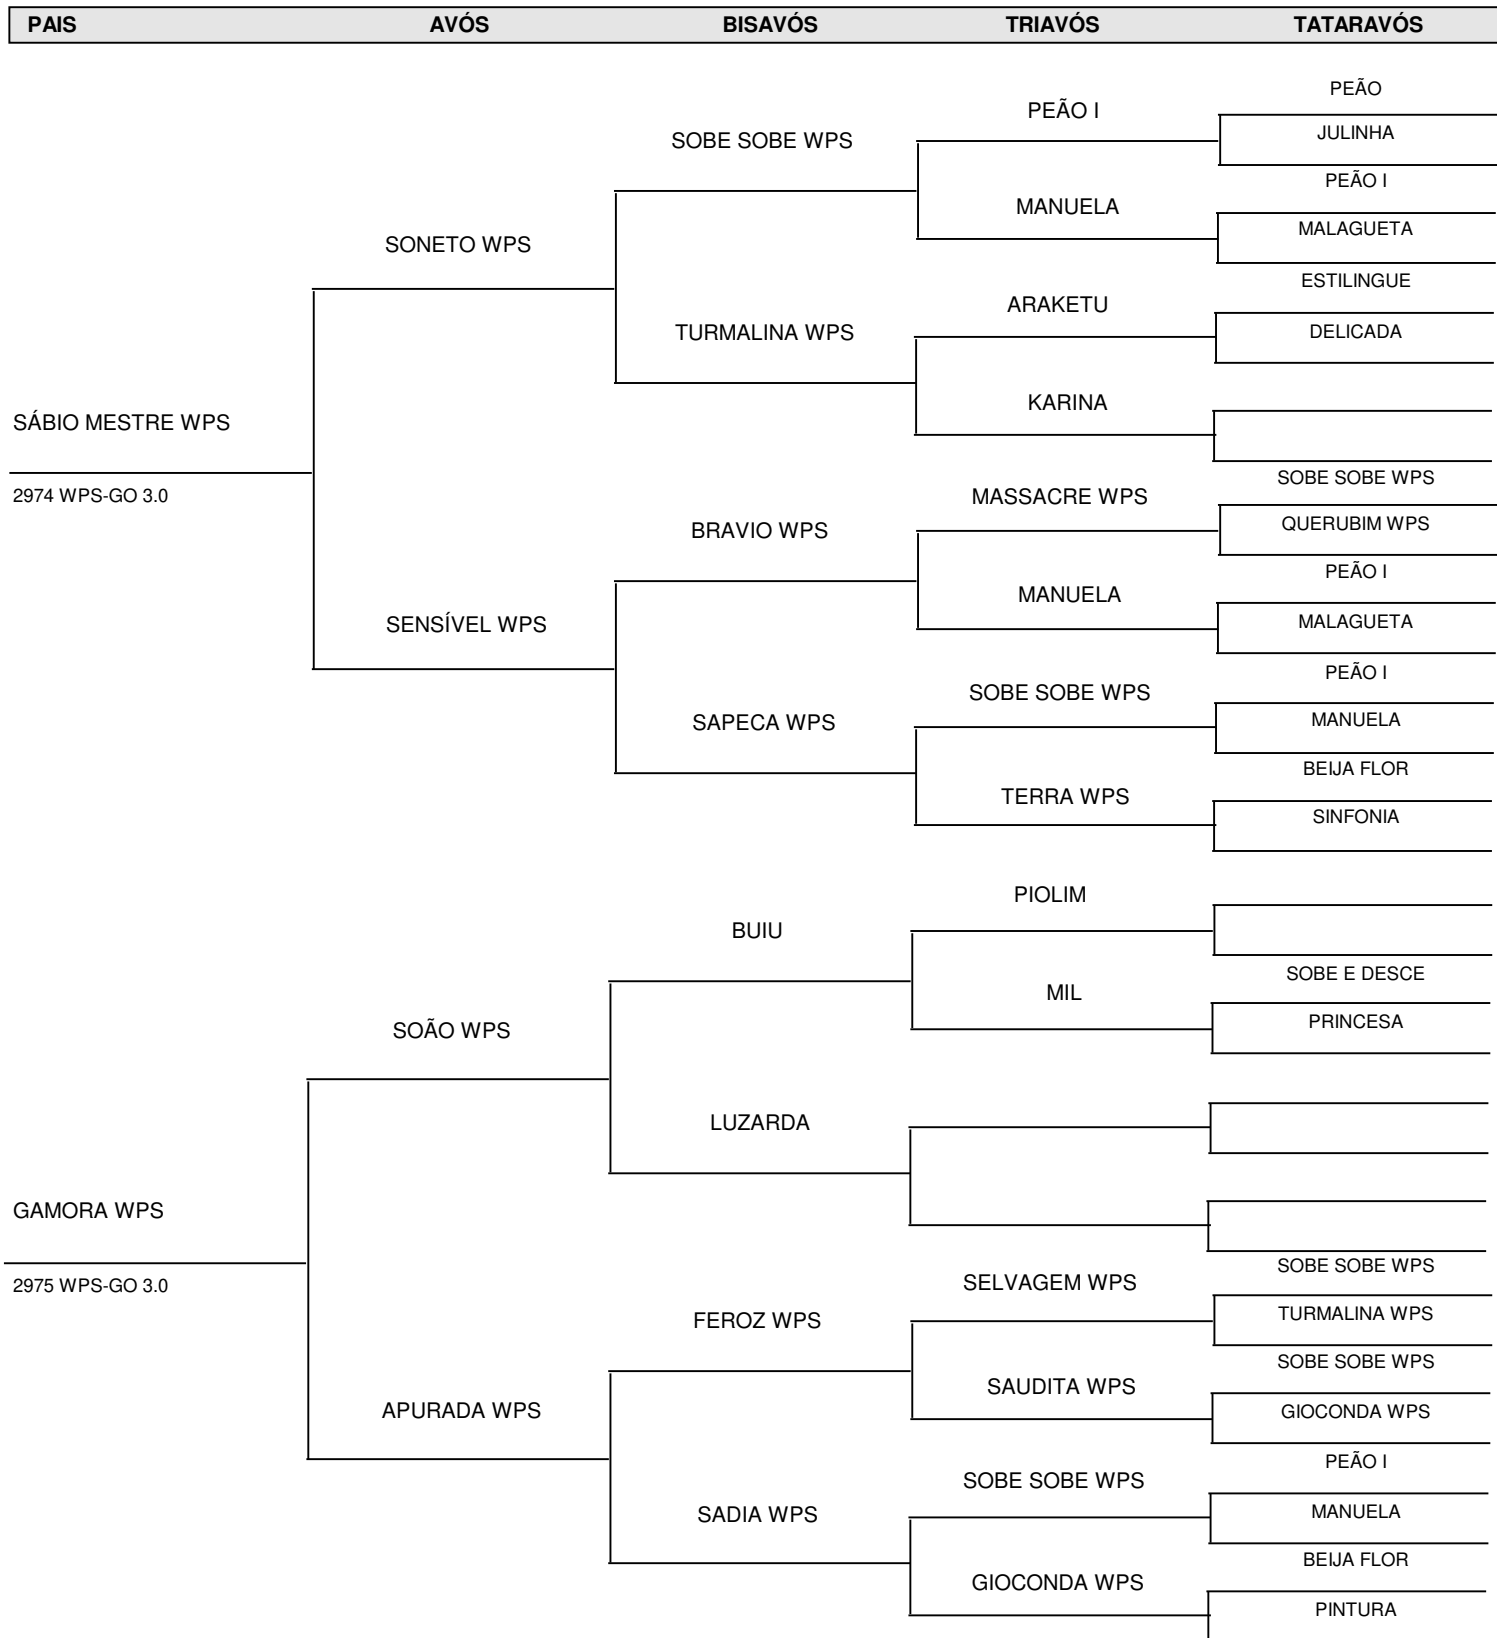 PAIS AVÓS BISAVÓS TRIAVÓS TATARAVÓS
PEÃO
PEÃO I
JULINHA
SOBE SOBE WPS
PEÃO I
MANUELA
MALAGUETA
SONETO WPS
ESTILINGUE
ARAKETU
DELICADA
TURMALINA WPS
KARINA
SÁBIO MESTRE WPS
SOBE SOBE WPS
2974 WPS-GO 3.0
MASSACRE WPS
QUERUBIM WPS
BRAVIO WPS
PEÃO I
MANUELA
MALAGUETA
SENSÍVEL WPS
PEÃO I
SOBE SOBE WPS
MANUELA
SAPECA WPS
BEIJA FLOR
TERRA WPS
SINFONIA
PIOLIM
BUIU
SOBE E DESCE
MIL
PRINCESA
SOÃO WPS
LUZARDA
GAMORA WPS
SOBE SOBE WPS
2975 WPS-GO 3.0
SELVAGEM WPS
TURMALINA WPS
FEROZ WPS
SOBE SOBE WPS
SAUDITA WPS
GIOCONDA WPS
APURADA WPS
PEÃO I
SOBE SOBE WPS
MANUELA
SADIA WPS
BEIJA FLOR
GIOCONDA WPS
PINTURA